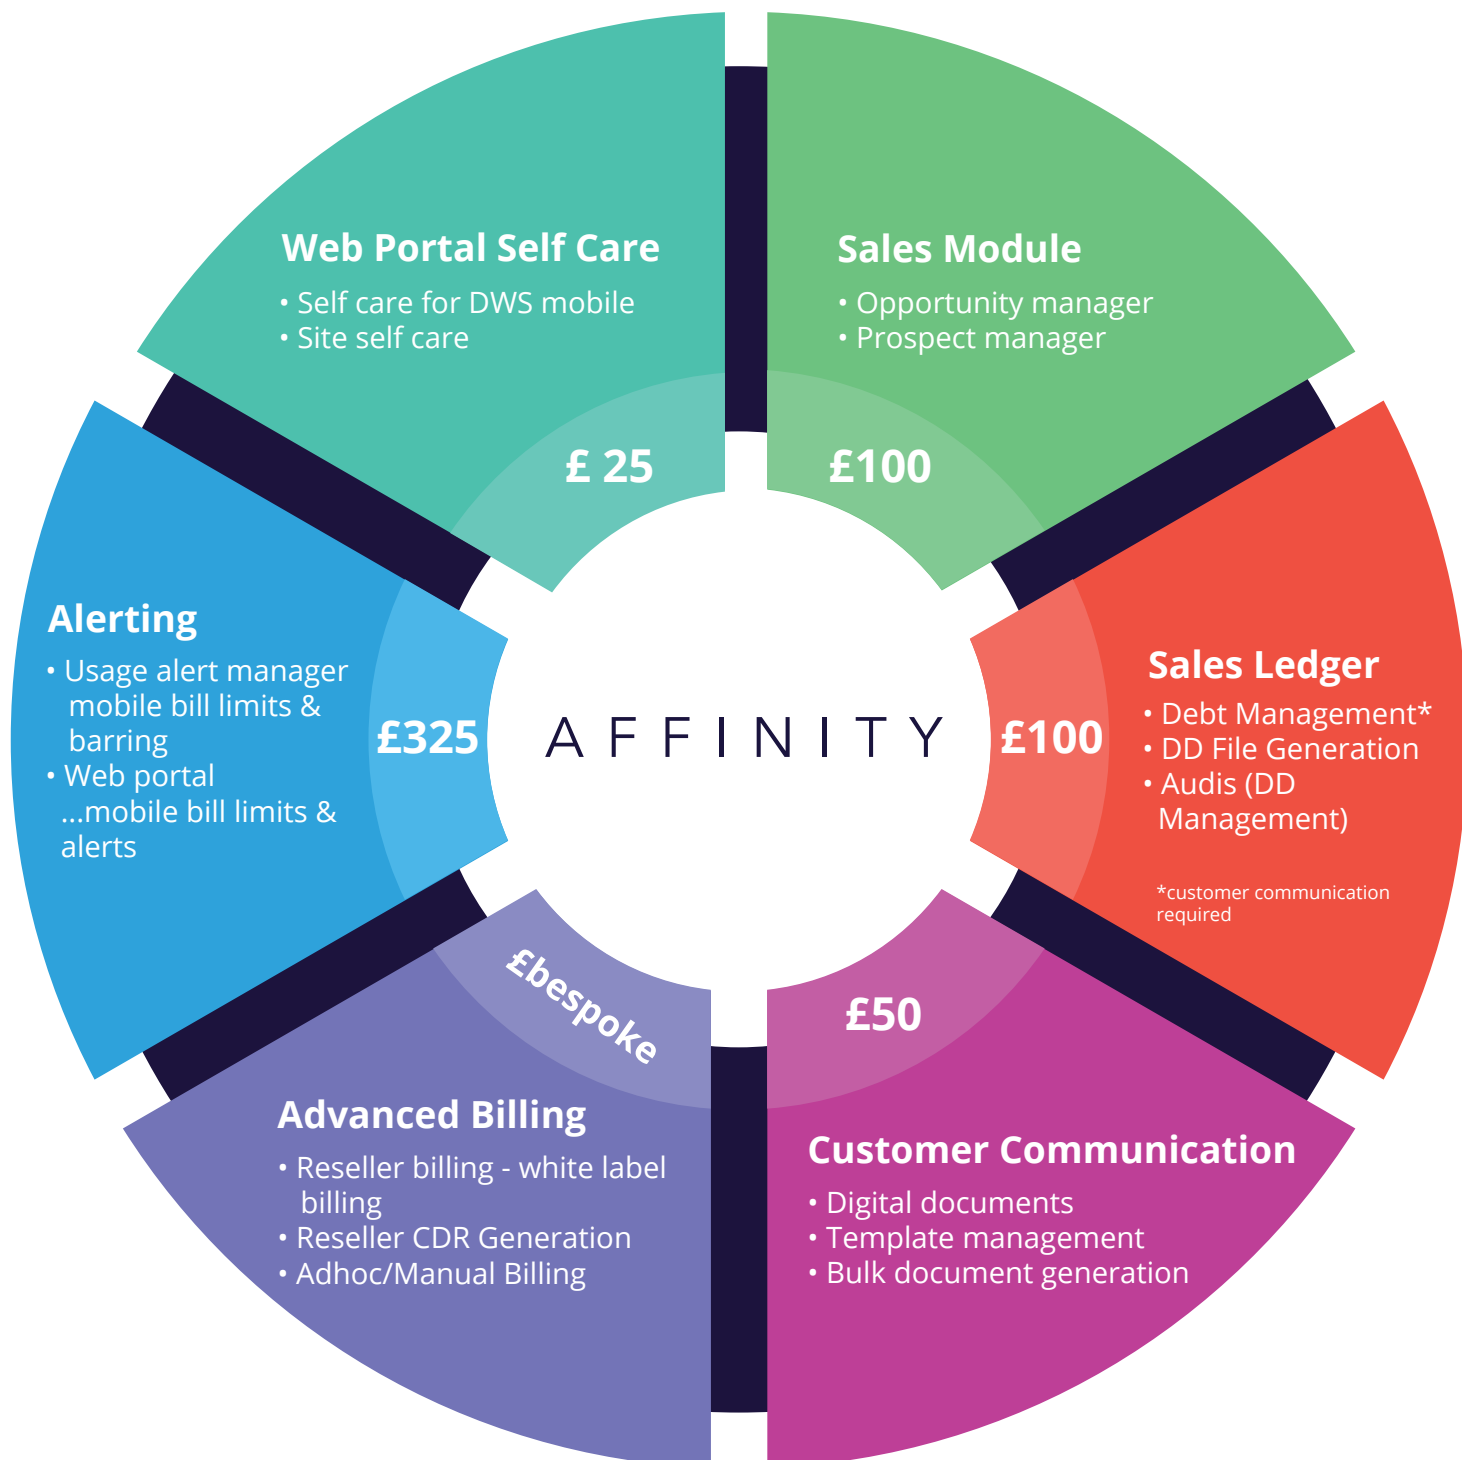 Web Portal Self Care
• Self care for DWS mobile
• Site self care
£ 25
Sales Module
• Opportunity manager
• Prospect manager
£100
Sales Ledger
• Debt Management*
• DD File Generation
• Audis (DD
Management)
*customer communication
required
£100
Customer Communication
• Digital documents
• Template management
• Bulk document generation
£50
Advanced Billing
• Reseller billing - white label
billing
• Reseller CDR Generation
• Adhoc/Manual Billing
£bespoke
Alerting
• Usage alert manager
mobile bill limits &
barring
• Web portal
...mobile bill limits &
alerts
£325
AFFINITY